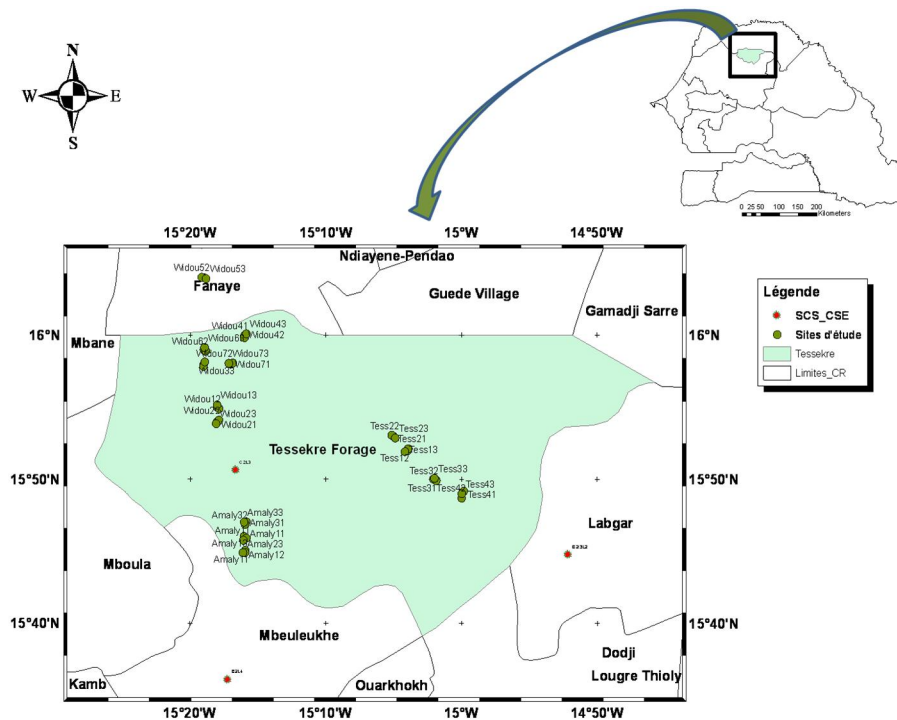 N
W E
S
0 25 50 100 150 200
Kilometers
15°20'W 15°10'W 15°W 14°50'W
Ndiayene-Pendao
Widou52 Widou53
Fanaye
Guede Village
Gamadji Sarre
16°N
Mbane
Widou41 Widou43
Widou62 Widou42
Widou72 Widou73
Widou33 Widou71
Widou12 Widou13
Widou23
Widou21
Tess22 Tess23
Tess21
Tessekre Forage
Tess12 Tess13
15°50'N
Tess32 Tess33
Tess31 Tess43
Tess41
Amaly32 Amaly33
Amaly31
Amaly11
Amaly23
Amaly11 Amaly12
Labgar
Mboula
15°40'N
Mbeuleukhe
Dodji
Lourge Thioly
Kamb
Ouarkhokh
15°20'W 15°10'W 15°W 14°50'W
16°N
15°50'N
15°40'N
Légende
SCS_CSE
Sites d'étude
Tessekre
Limites_CR